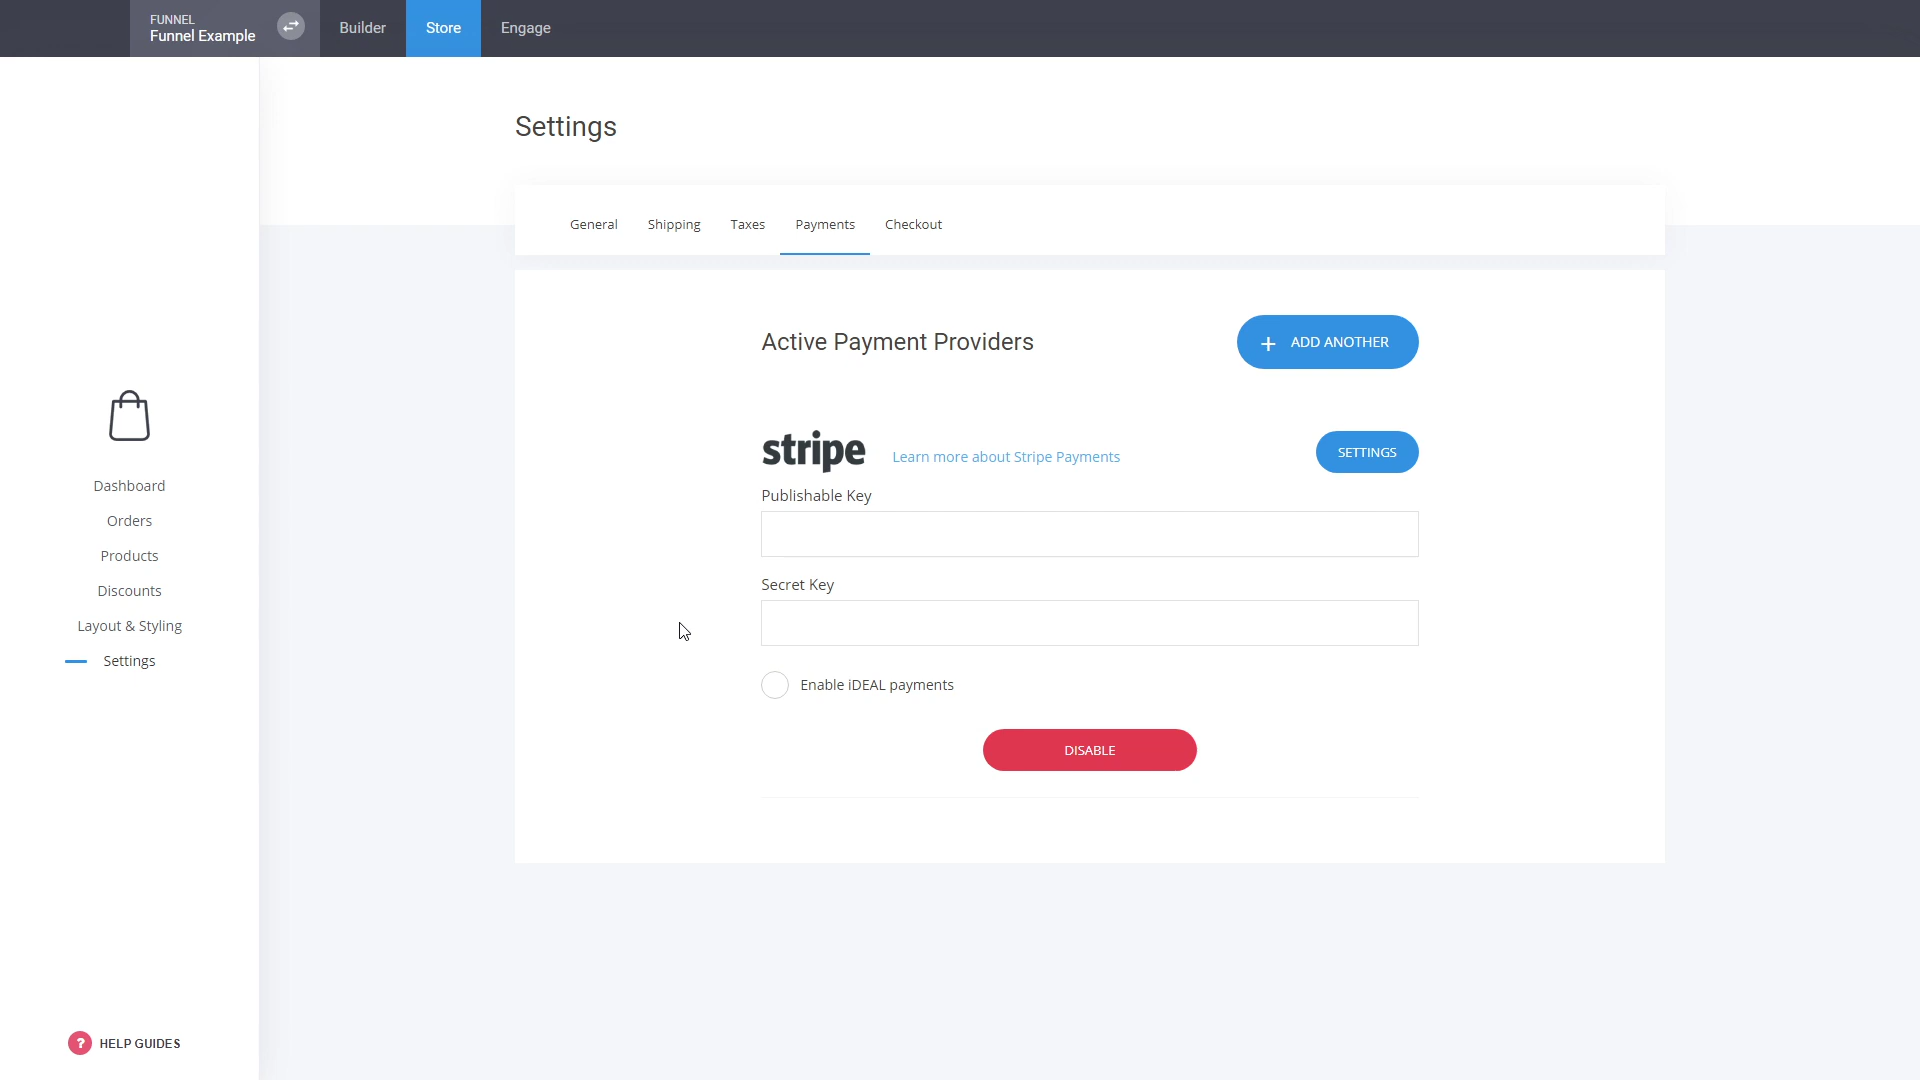 FUNNEL
Funnel Example
Builder
Store
Engage
Settings
General
Shipping
Taxes
Payments
Checkout
Active Payment Providers
+ ADD ANOTHER
stripe
Learn more about Stripe Payments
SETTINGS
Publishable Key
Secret Key
Enable iDEAL payments
DISABLE
Dashboard
Orders
Products
Discounts
Layout & Styling
Settings
? HELP GUIDES